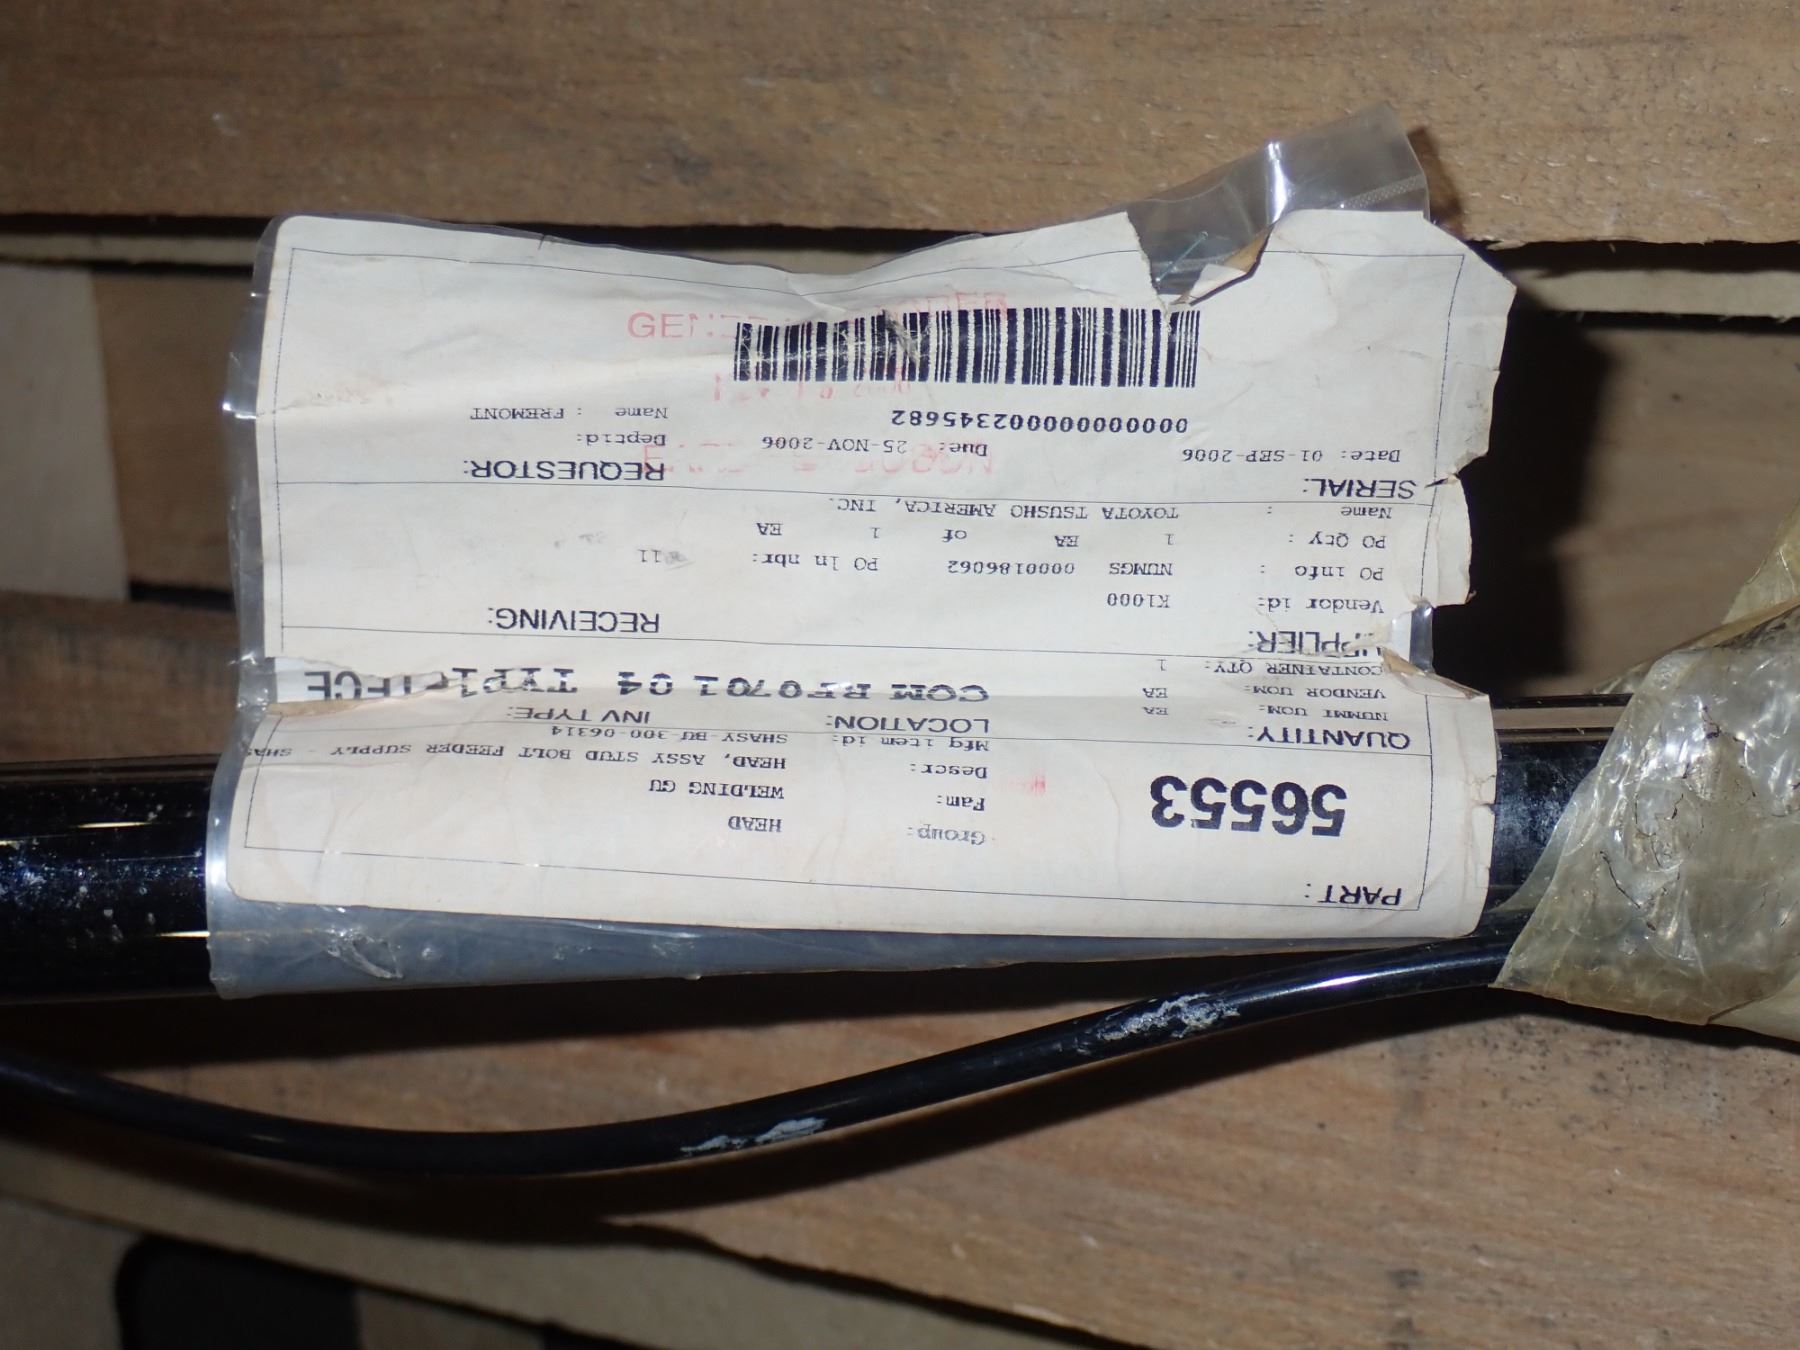 PART:
56553
Group: HEAD
Fam: WELDING GU
Descr: HEAD, ASSY STUD BOLT FEEDER SUPPLY - SHAS
Mfg item id: SHASY-BU-300-06314
QUANTITY: LOCATION: INV TYPE:
NUMMI UOM: EA
VENDOR UOM: EA
CONTAINER QTY: 1
COM RF0701 04
RECEIVING:
Vendor id: K1000
PO info : NUMGS 0000186062 PO ln nbr: 11
PO Qty : 1 EA of 1 EA
Name : TOYOTA TSUSHO AMERICA, INC.
SERIAL: REQUESTOR:
Date: 01-SEP-2006 Due: 25-NOV-2006 Deptid:
000000000002345682 Name : FREMONT